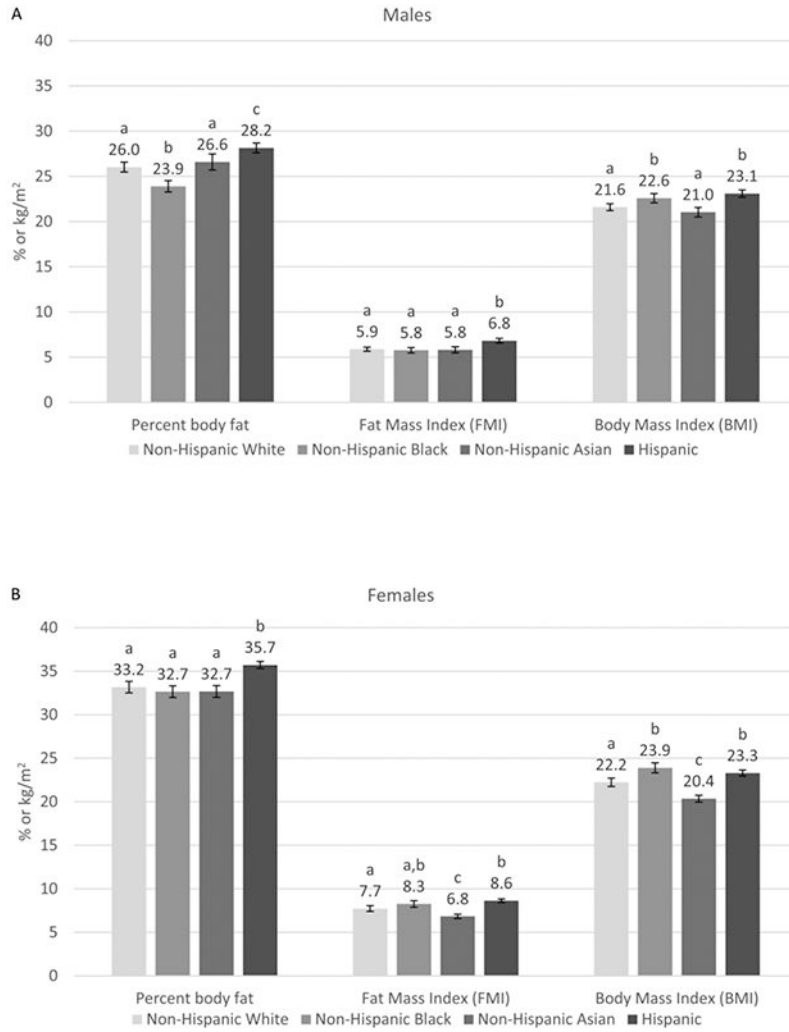 A
Males
40
35
30
25
20
15
10
5
0
% or kg/m²
a b a c
26.0 23.9 26.6 28.2
a a a b
5.9 5.8 5.8 6.8
a b a b
21.6 22.6 21.0 23.1
Percent body fat Fat Mass Index (FMI) Body Mass Index (BMI)
Non-Hispanic White Non-Hispanic Black Non-Hispanic Asian Hispanic
B
Females
40
35
30
25
20
15
10
5
0
% or kg/m²
a a a b
33.2 32.7 32.7 35.7
a a,b c b
7.7 8.3 6.8 8.6
a b c b
22.2 23.9 20.4 23.3
Percent body fat Fat Mass Index (FMI) Body Mass Index (BMI)
Non-Hispanic White Non-Hispanic Black Non-Hispanic Asian Hispanic